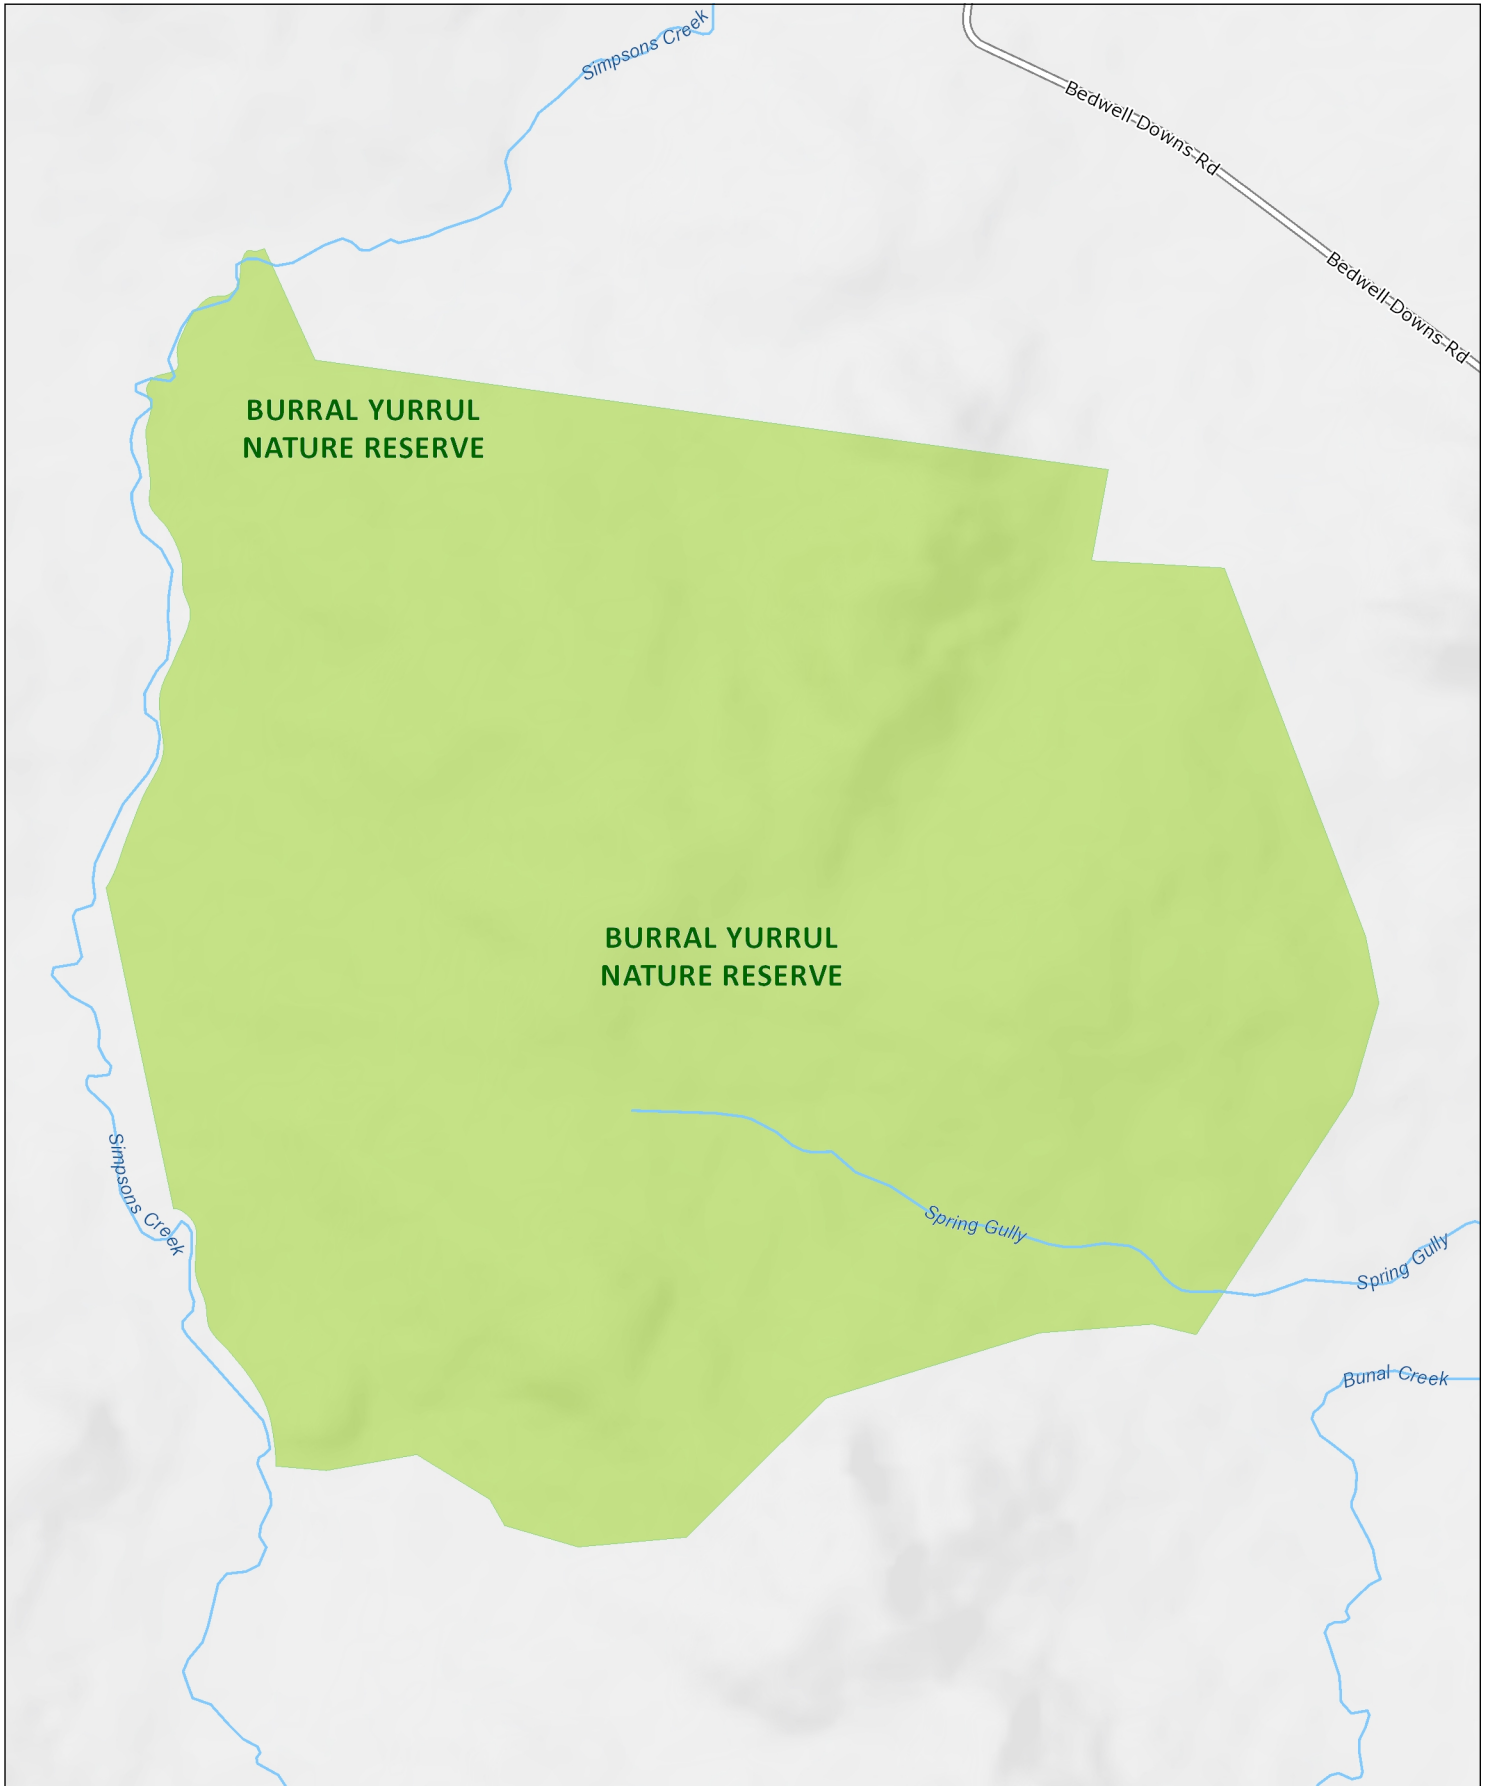 Simpsons Creek
Bedwell Downs Rd
Bedwell Downs Rd
BURRAL YURRUL
NATURE RESERVE
BURRAL YURRUL
NATURE RESERVE
Simpsons Creek
Spring Gully
Spring Gully
Bunal Creek